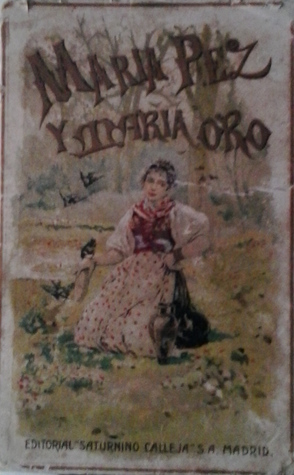 MARIA PEZ
Y MARIA ORO
EDITORIAL "SATURNINO CALLEJA" S.A. MADRID.